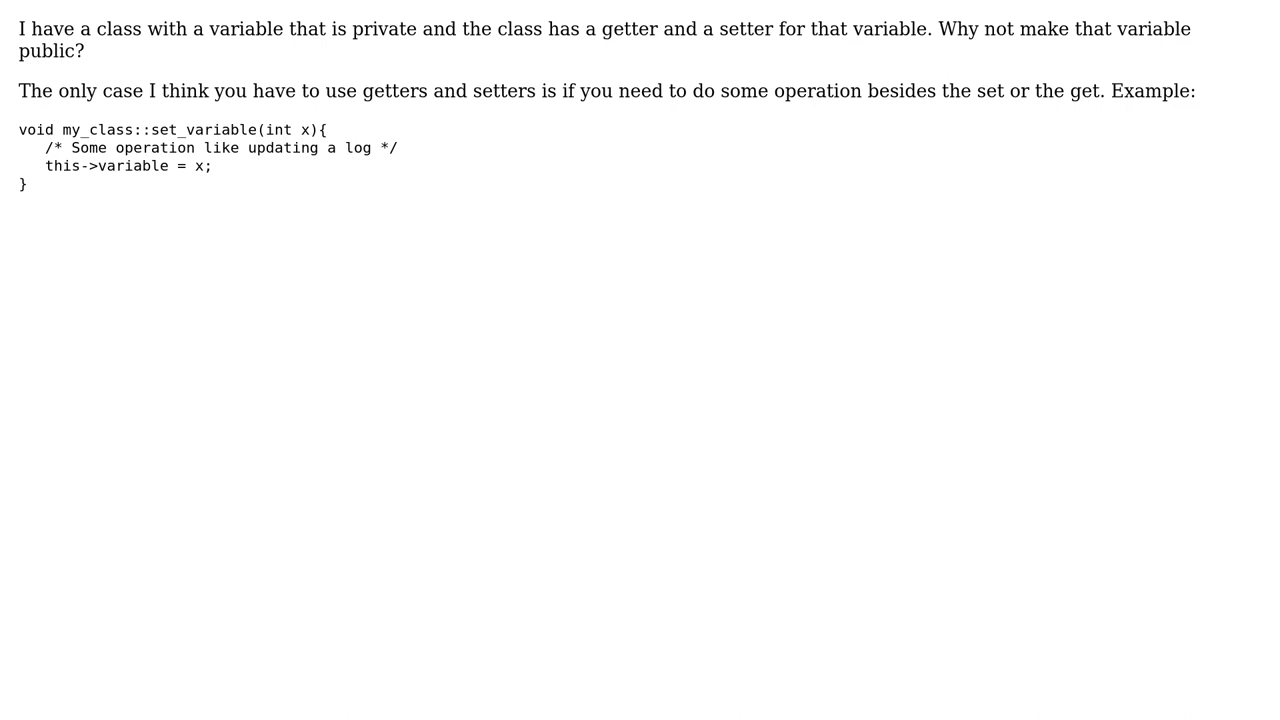 I have a class with a variable that is private and the class has a getter and a setter for that variable. Why not make that variable
public?
The only case I think you have to use getters and setters is if you need to do some operation besides the set or the get. Example:
void my_class::set_variable(int x){
   /* Some operation like updating a log */
   this->variable = x;
}